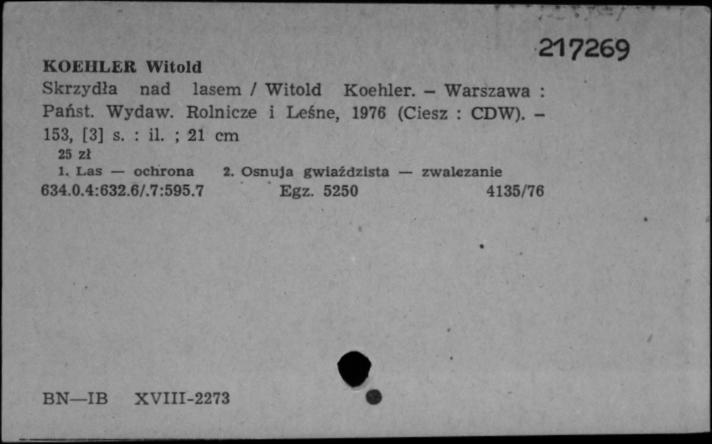 217269
KOEHLER Witold
Skrzydła nad lasem / Witold Koehler. — Warszawa :
Państ. Wydaw. Rolnicze i Leśne, 1976 (Ciesz : CDW). —
153, [3] s. : il. ; 21 cm
25 zł
1. Las — ochrona 2. Osnuja gwiaździsta — zwalczanie
634.0.4:632.6/.7:595.7 Egz. 5250 4135/76
BN—IB XVIII-2273